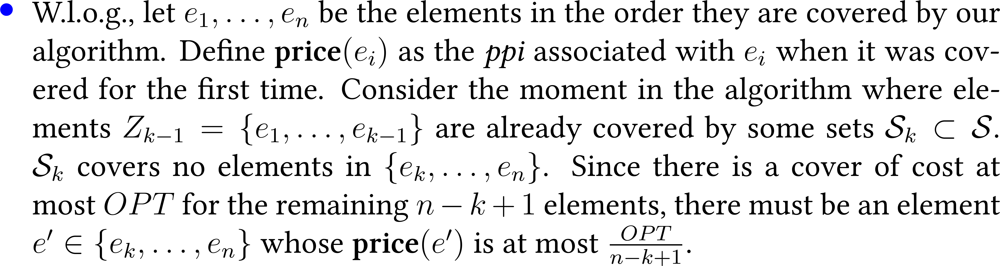 • W.l.o.g., let $e_1, \ldots, e_n$ be the elements in the order they are covered by our
algorithm. Define **price**$(e_i)$ as the *ppi* associated with $e_i$ when it was cov-
ered for the first time. Consider the moment in the algorithm where ele-
ments $Z_{k-1} = \{e_1, \ldots, e_{k-1}\}$ are already covered by some sets $\mathcal{S}_k \subset \mathcal{S}$.
$\mathcal{S}_k$ covers no elements in $\{e_k, \ldots, e_n\}$. Since there is a cover of cost at
most $OPT$ for the remaining $n - k + 1$ elements, there must be an element
$e' \in \{e_k, \ldots, e_n\}$ whose **price**$(e')$ is at most $\frac{OPT}{n-k+1}$.